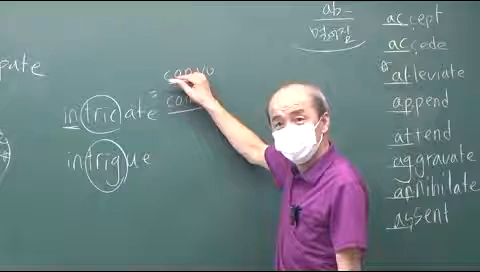 pate
intricate =
intrigue
ab=
accept
accede
alleviate
append
attend
aggravate
annihilate
assent